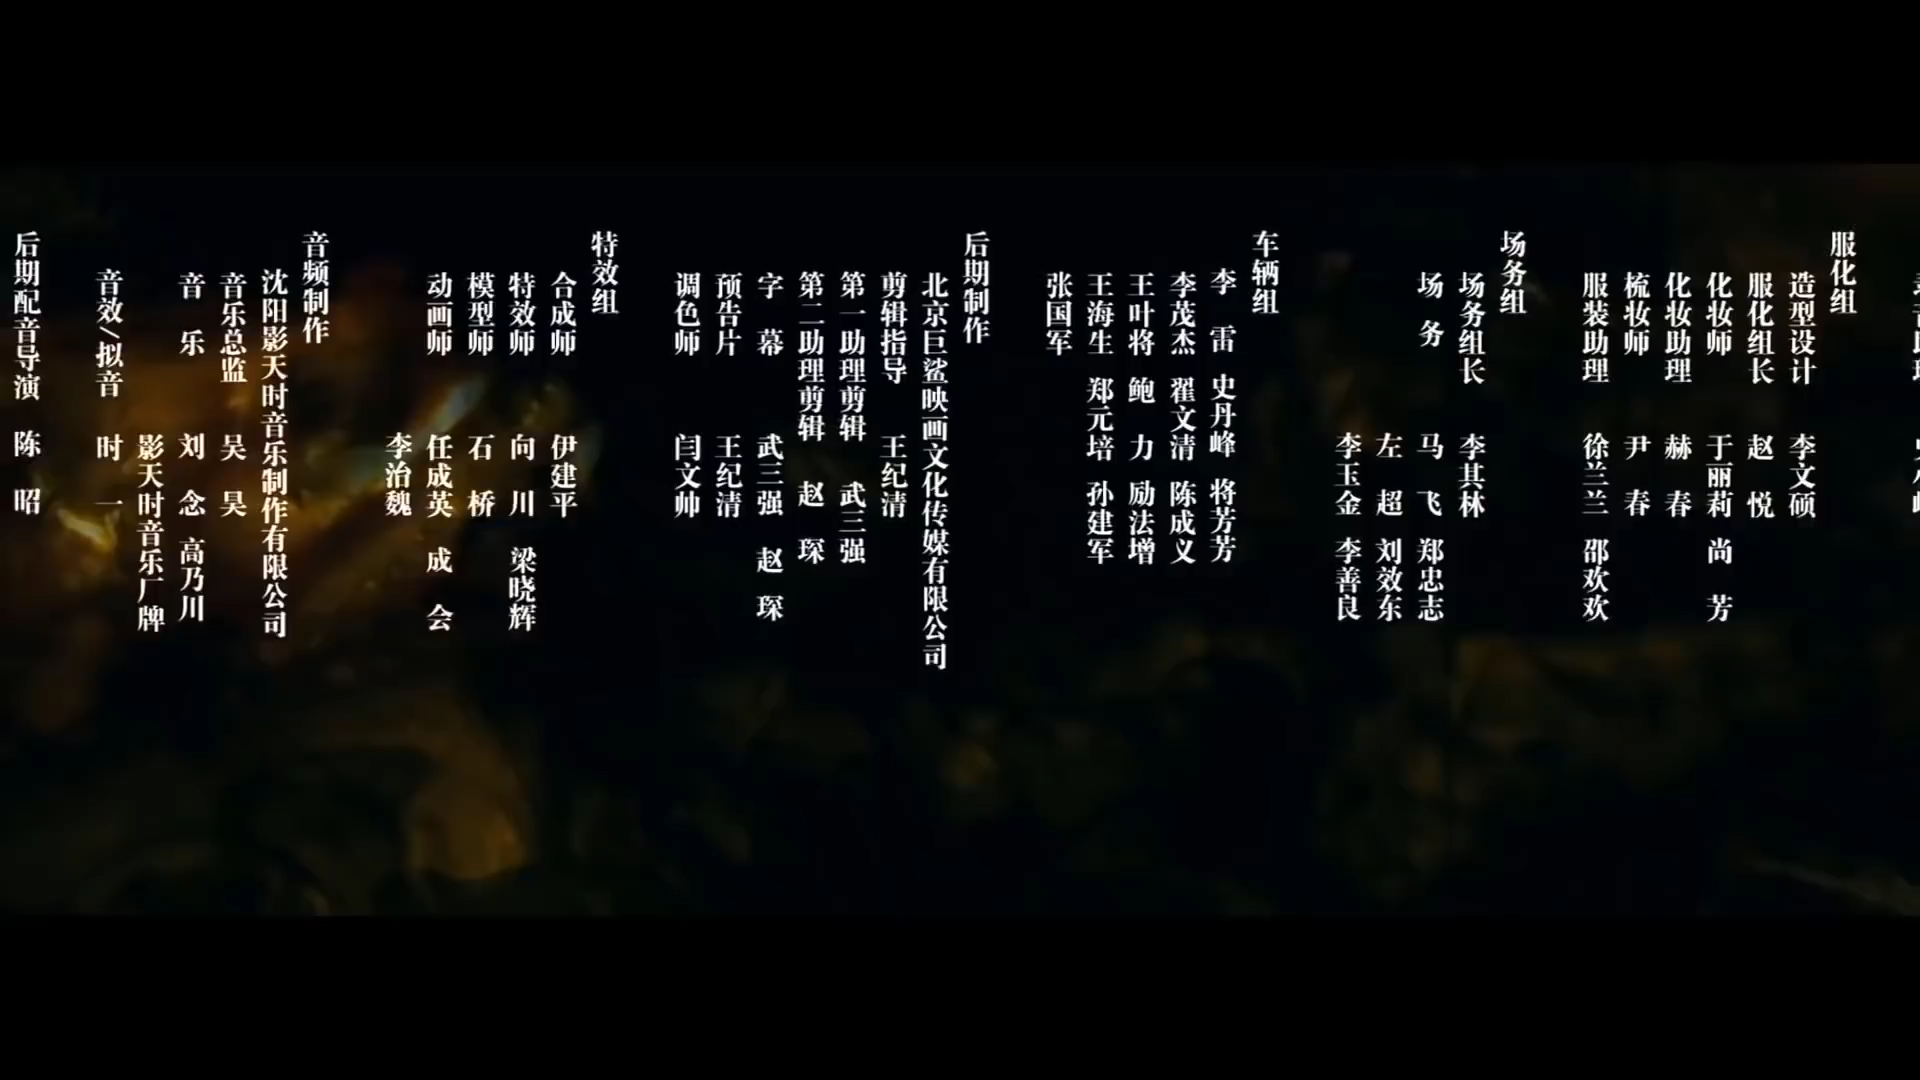 服化组
造型设计 李文硕
服化组长 赵悦
化妆师 于丽莉 尚芳
化妆助理 赫春
梳妆师 尹春
服装助理 徐兰兰 邵欢欢
场务组
场务组长 李其林
场务 马飞 郑忠志
左超 刘效东
李玉金 李善良
车辆组
李雷 史丹峰 将芳芳
李茂杰 翟文清 陈成义
王叶将 鲍力 励法增
王海生 郑元培 孙建军
张国军
后期制作
北京巨鲨映画文化传媒有限公司
剪辑指导 王纪清
第一助理剪辑 武三强
第二助理剪辑 赵琛
字幕 武三强 赵琛
预告片 王纪清
调色师 闫文帅
特效组
合成师 伊建平
特效师 向川 梁晓辉
模型师 石桥
动画师 任成英 成会
李治魏
音频制作
沈阳影天时音乐制作有限公司
音乐总监 吴昊
音乐 刘念 高乃川
影天时音乐厂牌
音效/拟音 时一
后期配音导演 陈昭